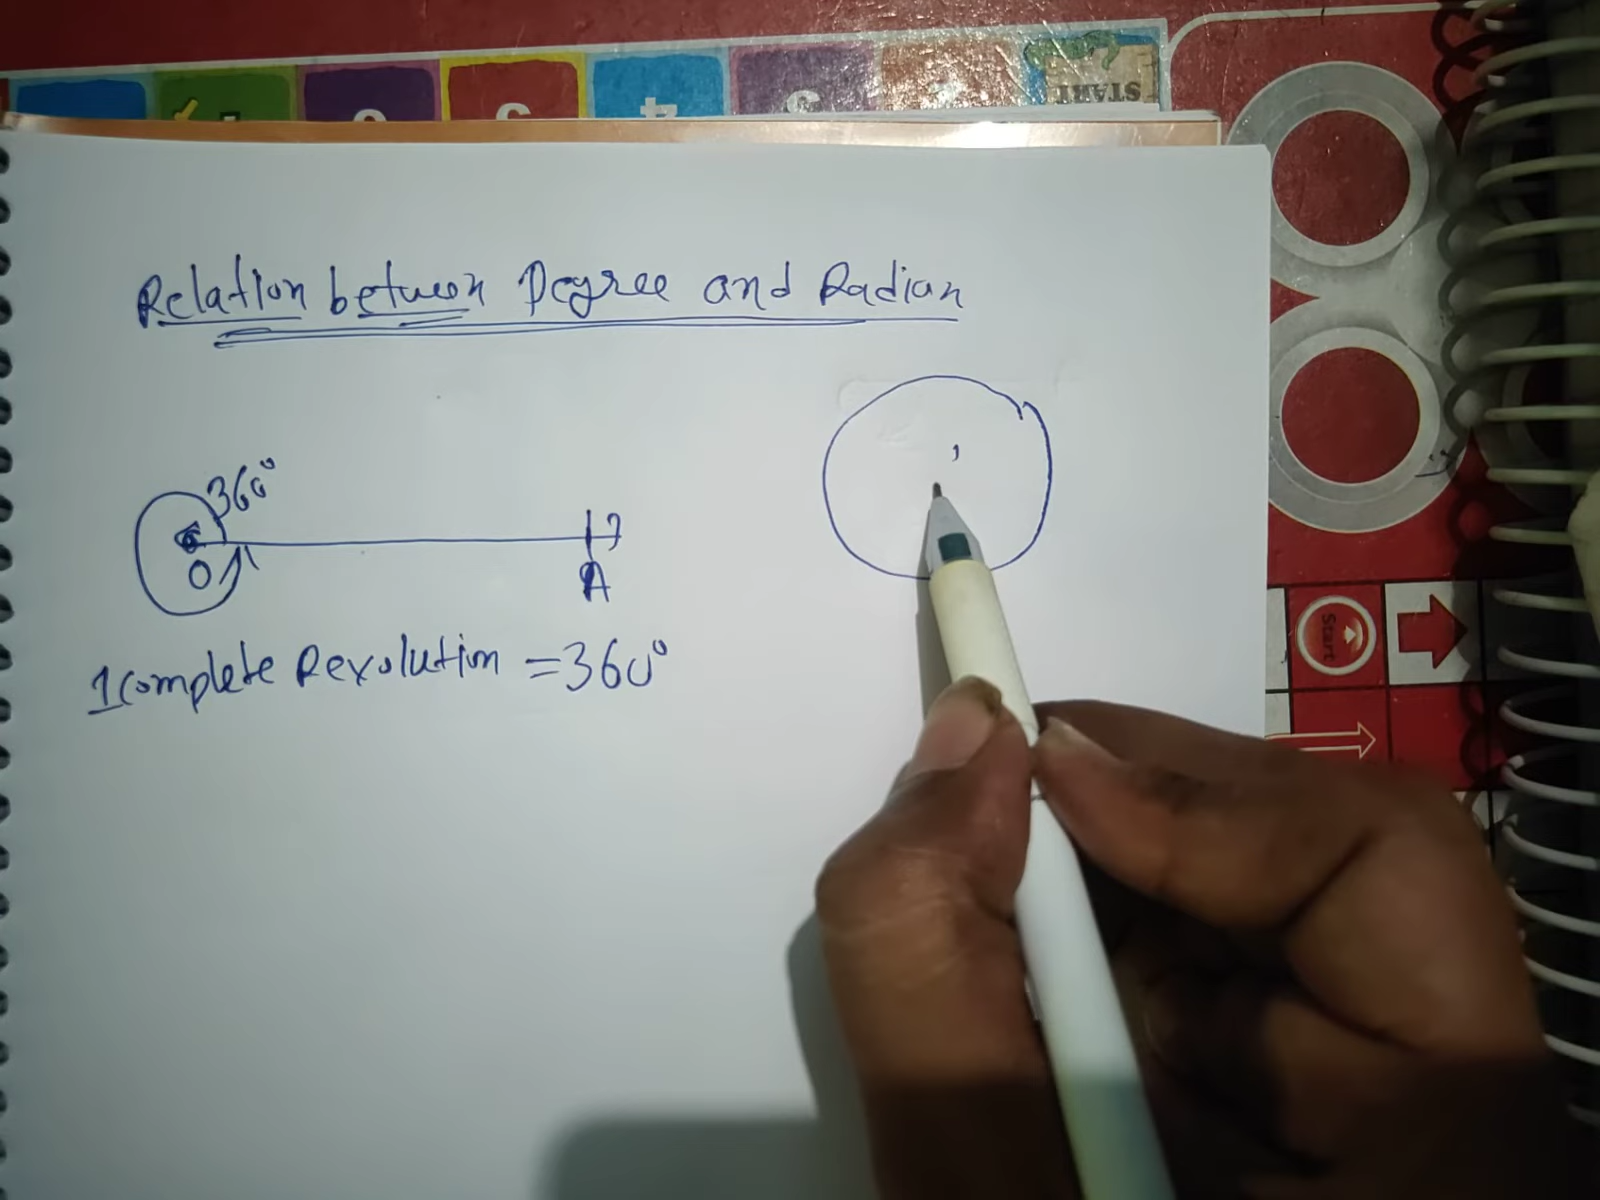 START
Relation between Degree and Radian
360°
O
A
1 Complete Revolution = 360°
Start